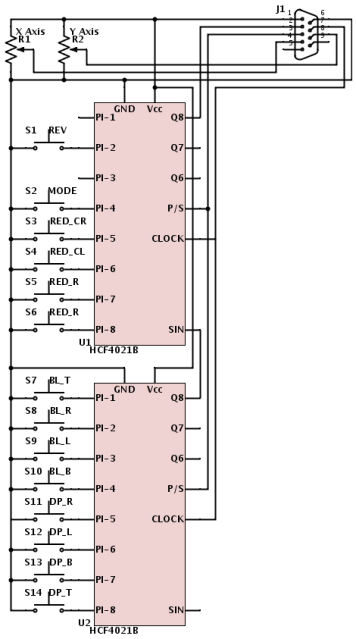 J1
1
2
3
4
5
6
7
8
9
X Axis
R1
Y Axis
R2
GND Vcc
PI-1 Q8
S1 REV
PI-2 Q7
PI-3 Q6
S2 MODE
PI-4 P/S
S3 RED_CR
PI-5 CLOCK
S4 RED_CL
PI-6
S5 RED_R
PI-7
S6 RED_R
PI-8 SIN
U1
HCF4021B
GND Vcc
S7 BL_T
PI-1 Q8
S8 BL_R
PI-2 Q7
S9 BL_L
PI-3 Q6
S10 BL_B
PI-4 P/S
S11 DP_R
PI-5 CLOCK
S12 DP_L
PI-6
S13 DP_B
PI-7
S14 DP_T
PI-8 SIN
U2
HCF4021B